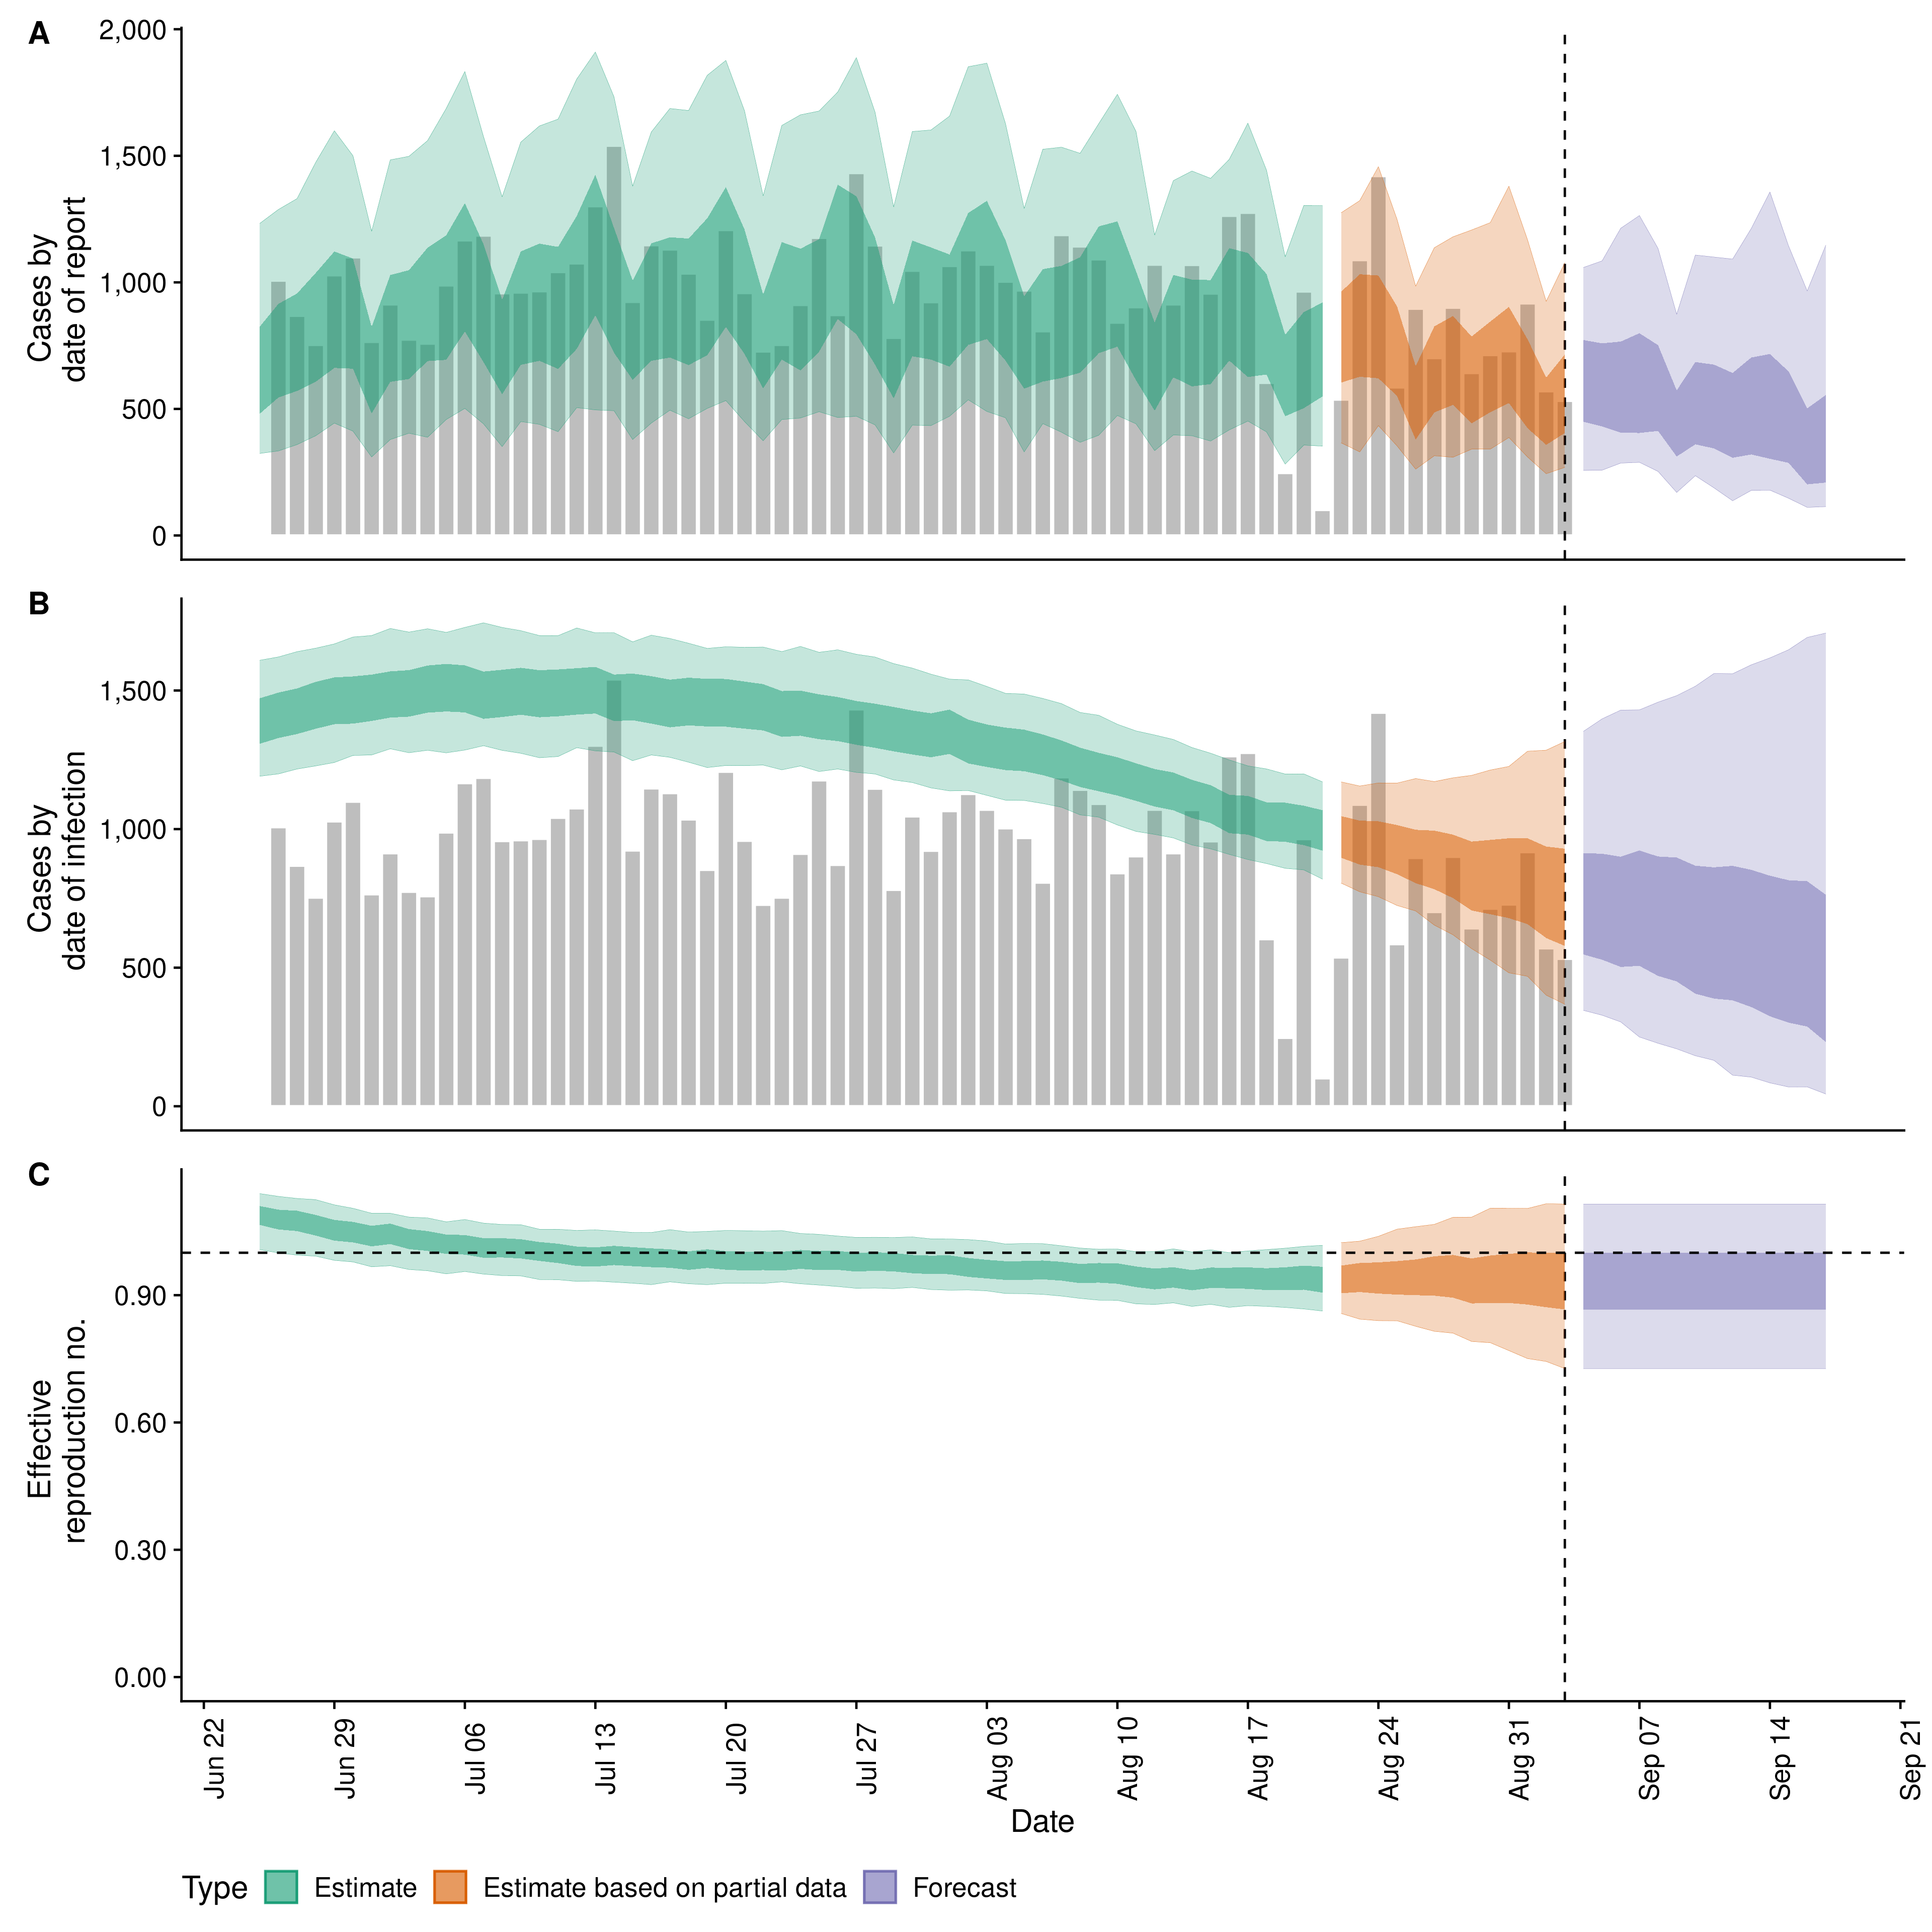 A
Cases by
date of report
2,000
1,500
1,000
500
0
B
Cases by
date of infection
1,500
1,000
500
0
C
Effective
reproduction no.
0.90
0.60
0.30
0.00
Jun 22
Jun 29
Jul 06
Jul 13
Jul 20
Jul 27
Aug 03
Aug 10
Aug 17
Aug 24
Aug 31
Sep 07
Sep 14
Sep 21
Date
Type Estimate Estimate based on partial data Forecast